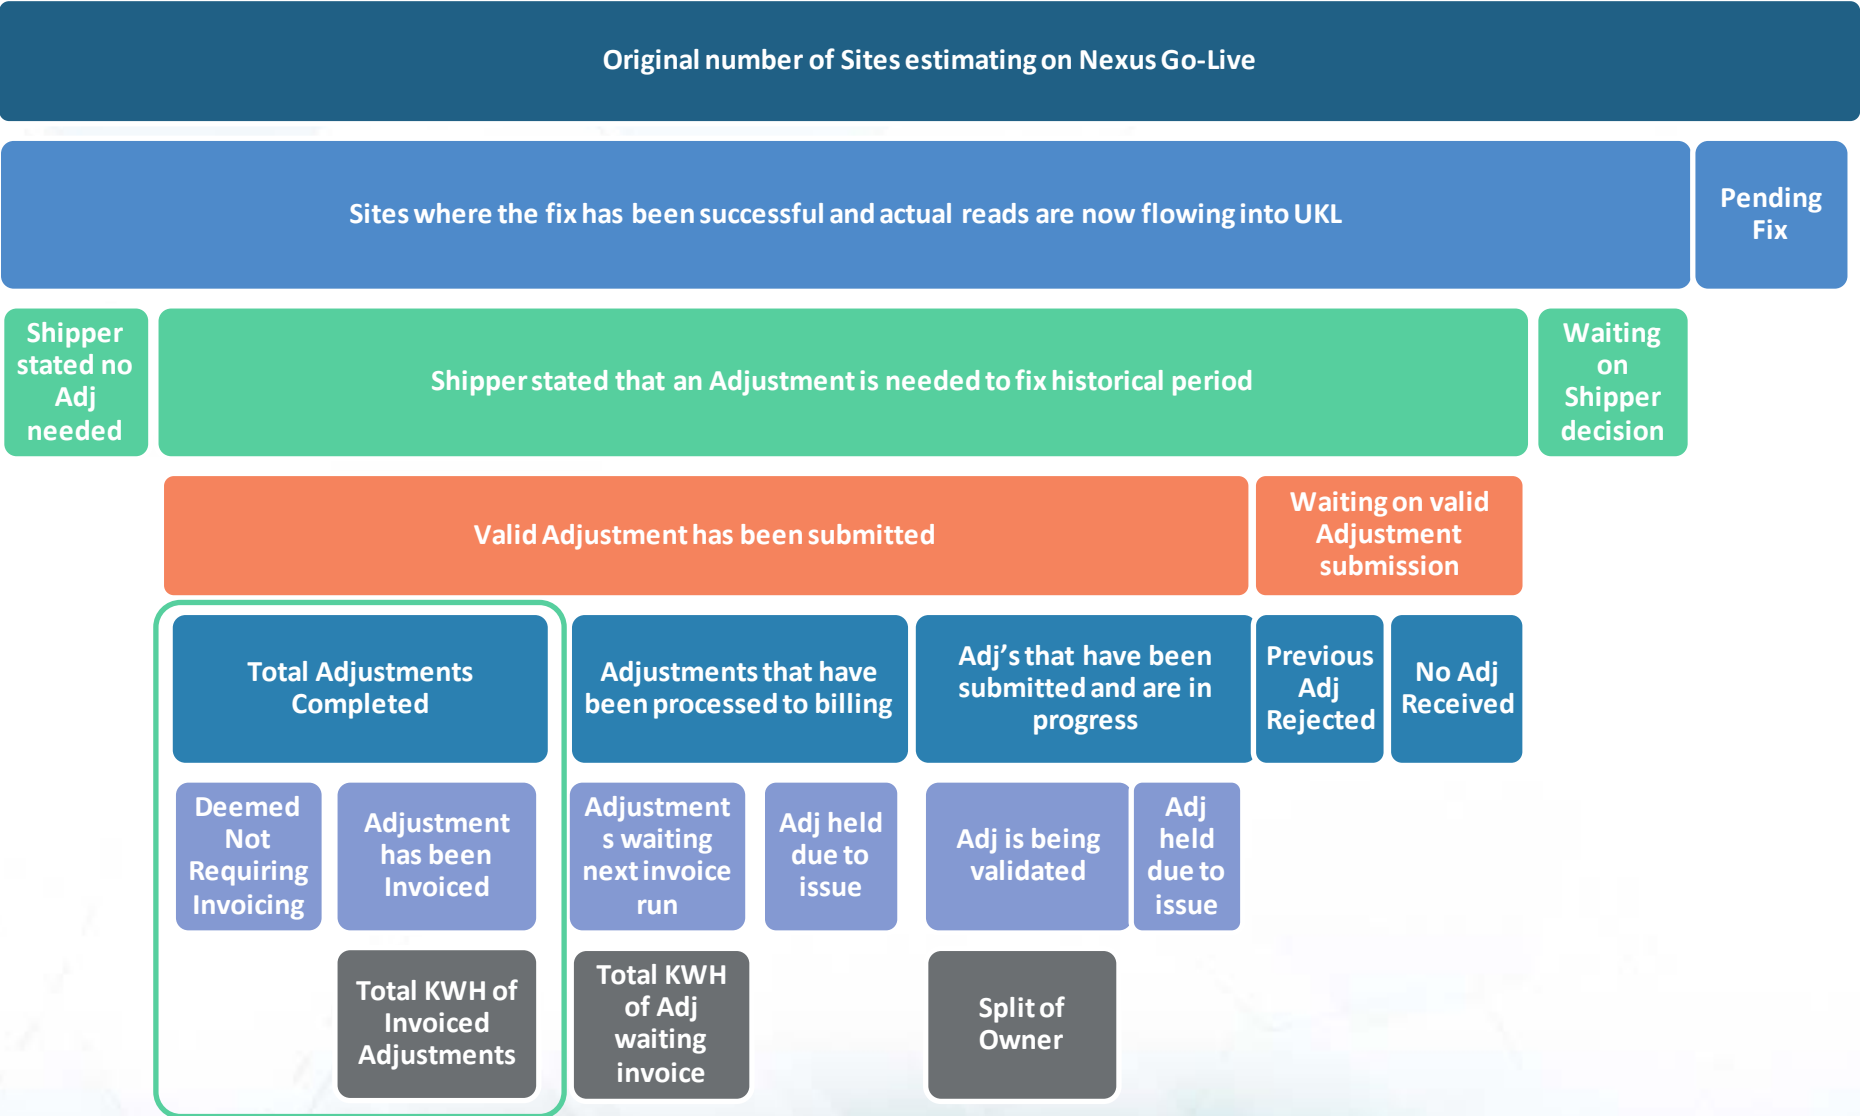 Original number of Sites estimating on Nexus Go-Live
Sites where the fix has been successful and actual reads are now flowing into UKL
Pending
Fix
Shipper
stated no
Adj
needed
Shipper stated that an Adjustment is needed to fix historical period
Waiting
on
Shipper
decision
Valid Adjustment has been submitted
Waiting on valid
Adjustment
submission
Total Adjustments
Completed
Adjustments that have
been processed to billing
Adj’s that have been
submitted and are in
progress
Previous
Adj
Rejected
No Adj
Received
Deemed
Not
Requiring
Invoicing
Adjustment
has been
Invoiced
Adjustment
s waiting
next invoice
run
Adj held
due to
issue
Adj is being
validated
Adj
held
due to
issue
Total KWH of
Invoiced
Adjustments
Total KWH
of Adj
waiting
invoice
Split of
Owner